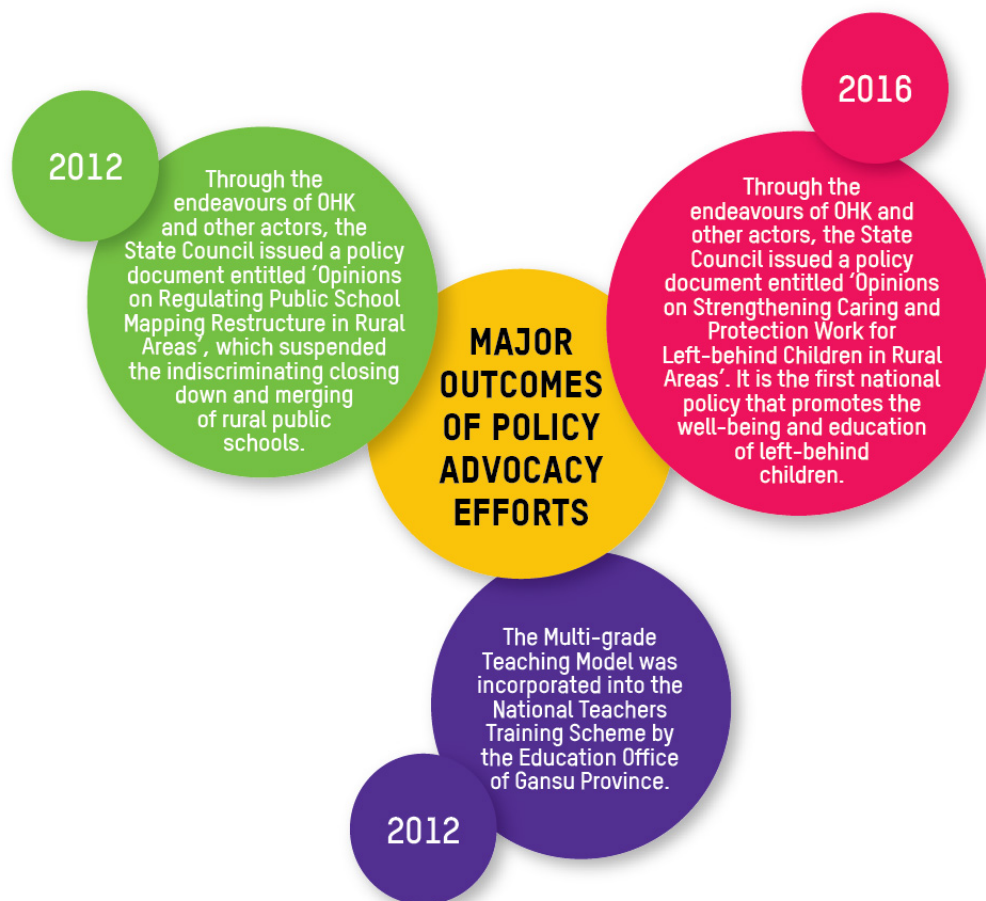 2012
Through the
endeavours of OHK
and other actors, the
State Council issued a policy
document entitled ‘Opinions
on Regulating Public School
Mapping Restructure in Rural
Areas’, which suspended
the indiscriminating closing
down and merging
of rural public
schools.
MAJOR
OUTCOMES
OF POLICY
ADVOCACY
EFFORTS
2016
Through the
endeavours of OHK and
other actors, the State
Council issued a policy
document entitled ‘Opinions
on Strengthening Caring and
Protection Work for
Left-behind Children in Rural
Areas’. It is the first national
policy that promotes the
well-being and education
of left-behind
children.
The Multi-grade
Teaching Model was
incorporated into the
National Teachers
Training Scheme by
the Education Office
of Gansu Province.
2012